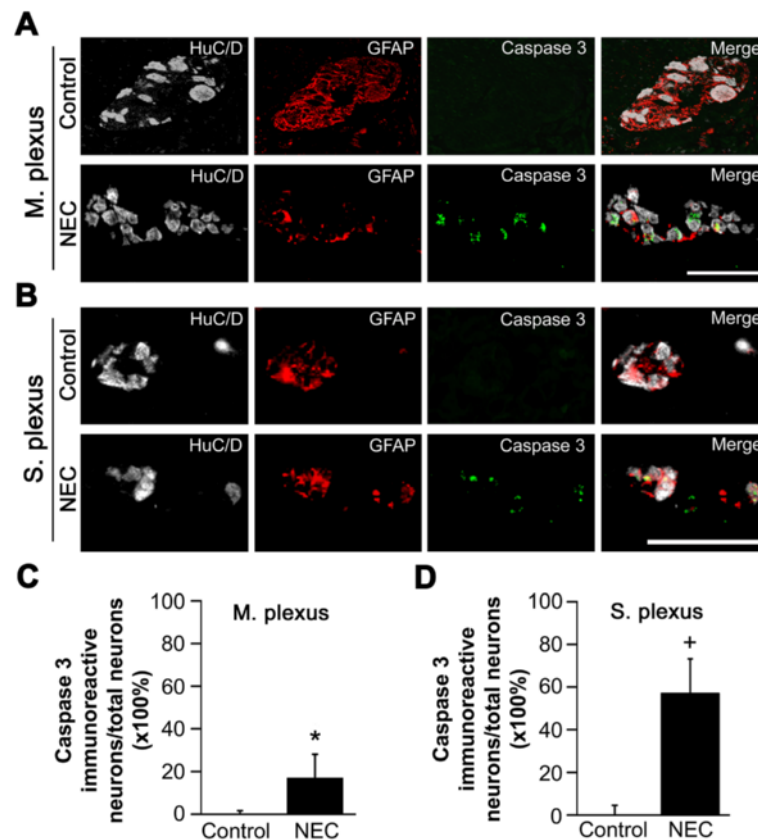 A
M. plexus
Control
HuC/D
GFAP
Caspase 3
Merge
NEC
HuC/D
GFAP
Caspase 3
Merge
B
S. plexus
Control
HuC/D
GFAP
Caspase 3
Merge
NEC
HuC/D
GFAP
Caspase 3
Merge
C
Caspase 3
immunoreactive
neurons/total neurons
(x100%)
M. plexus
100
80
60
40
20
0
*
Control NEC
D
Caspase 3
immunoreactive
neurons/total neurons
(x100%)
S. plexus
100
80
60
40
20
0
+
Control NEC